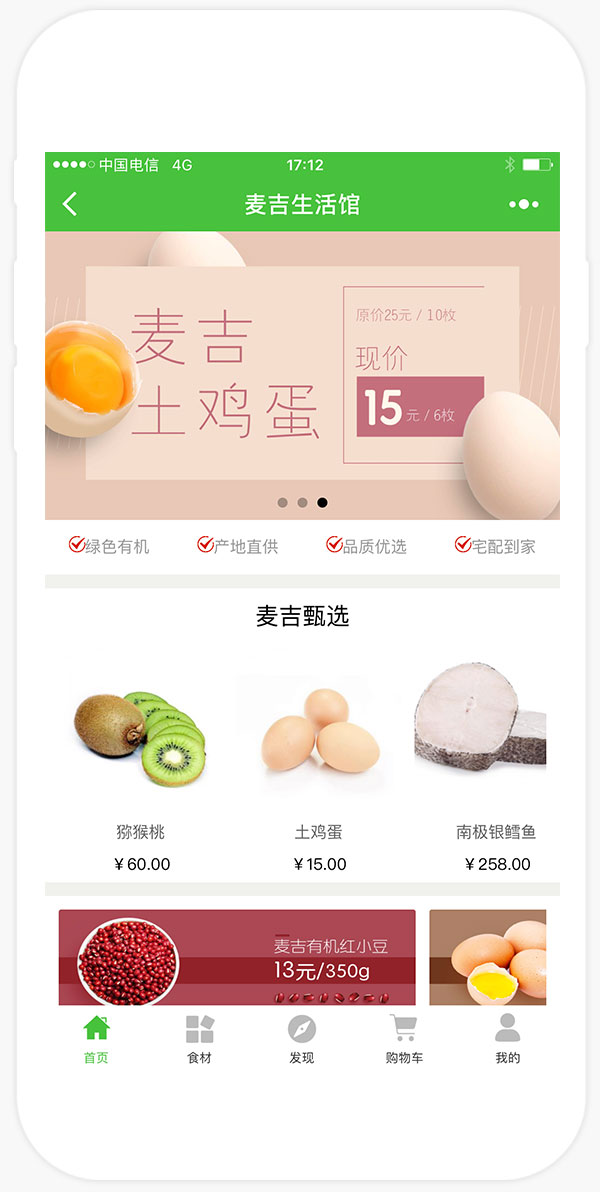 中国电信 4G 17:12
麦吉生活馆
麦吉
土鸡蛋
原价25元 / 10枚
现价
15元 / 6枚
绿色有机 产地直供 品质优选 宅配到家
麦吉甄选
猕猴桃 土鸡蛋 南极银鳕鱼
¥60.00 ¥15.00 ¥258.00
麦吉有机红小豆
13元/350g
首页 食材 发现 购物车 我的